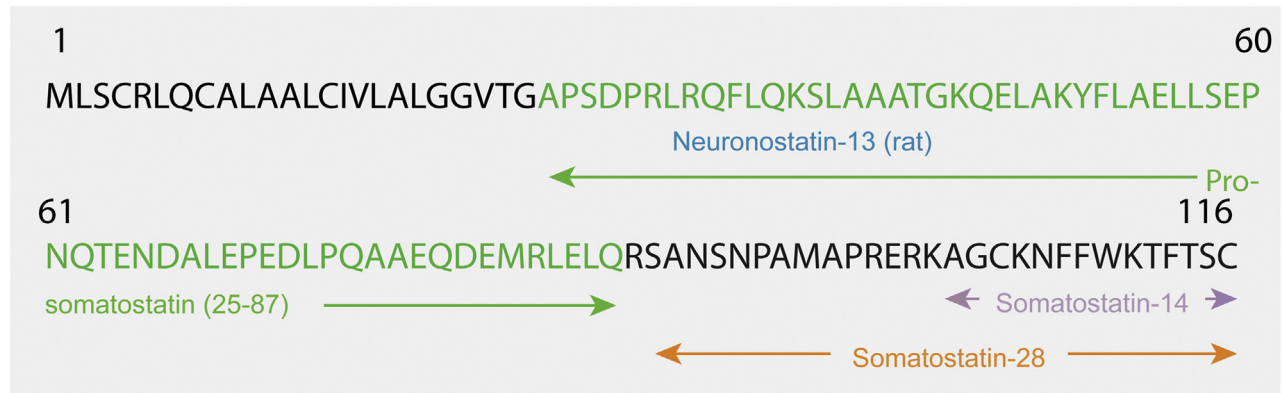 1 60
MLSCRLQCALAALCIVLALGGVTGAPSDPRLRQFLQKSLAAATGKQELAKYFLAELLSEP
Neuronostatin-13 (rat)
Pro-
61 116
NQTENDALEPEDLPQAAEQDEMRLELQRSANSNPAMAPRERKAGCKNFFWKTFTSC
somatostatin (25-87)
Somatostatin-14
Somatostatin-28